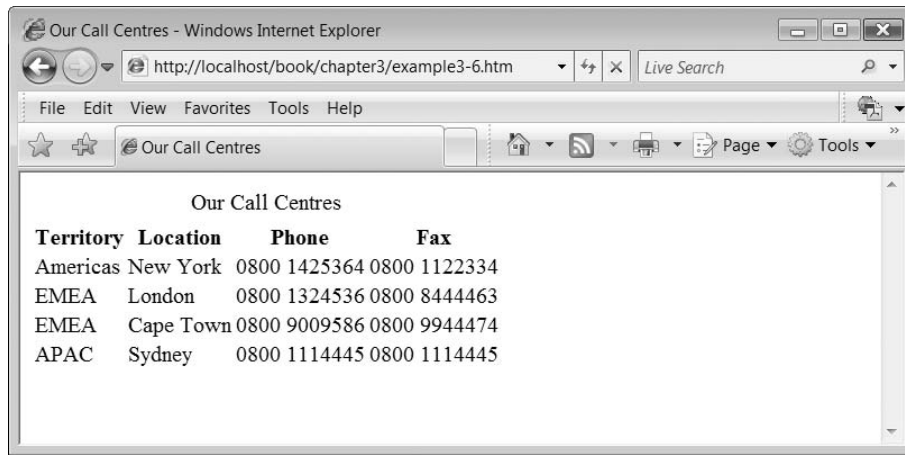 Our Call Centres - Windows Internet Explorer
http://localhost/book/chapter3/example3-6.htm Live Search
File Edit View Favorites Tools Help
Our Call Centres Page Tools
Our Call Centres
Territory Location Phone Fax
Americas New York 0800 1425364 0800 1122334
EMEA London 0800 1324536 0800 8444463
EMEA Cape Town 0800 9009586 0800 9944474
APAC Sydney 0800 1114445 0800 1114445